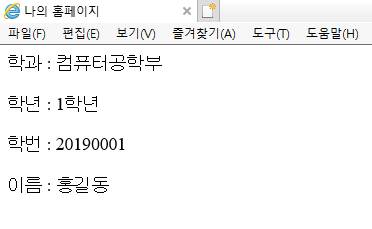 나의 홈페이지
파일(F) 편집(E) 보기(V) 즐겨찾기(A) 도구(T) 도움말(H)
학과 : 컴퓨터공학부
학년 : 1학년
학번 : 20190001
이름 : 홍길동